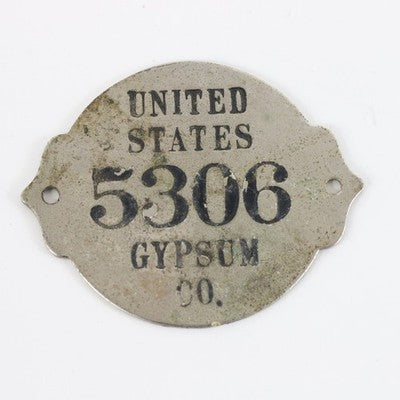 UNITED
STATES
5306
GYPSUM
CO.